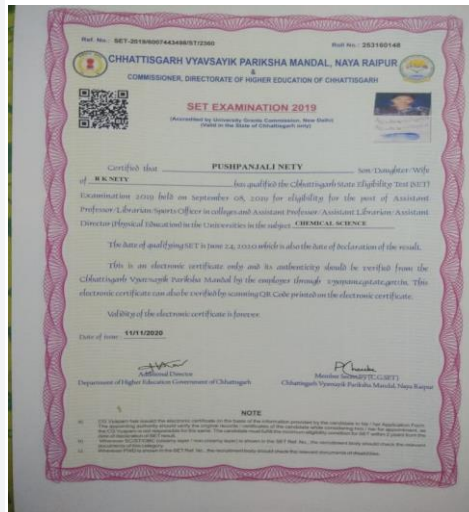 Ref. No.: SET-2019/6007443498/ST/2360
Roll No.: 253160148
CHHATTISGARH VYAVSAYIK PARIKSHA MANDAL, NAYA RAIPUR
&
COMMISSIONER, DIRECTORATE OF HIGHER EDUCATION OF CHHATTISGARH
SET EXAMINATION 2019
(Accredited by University Grants Commission, New Delhi)
(Valid in the State of Chhattisgarh only)
Certified that PUSHPANJALI NETY Son/Daughter/Wife
of R K NETY has qualified the Chhattisgarh State Eligibility Test (SET)
Examination 2019 held on September 08, 2020 for eligibility for the post of Assistant
Professor/Librarian/Sports Officer in colleges and Assistant Professor/Assistant Librarian/Assistant
Director (Physical Education) in the Universities in the subject CHEMICAL SCIENCE
The date of qualifying SET is June 24, 2020 which is also the date of declaration of the result.
This is an electronic certificate only and its authenticity should be verified from the
Chhattisgarh Vyavsayik Pariksha Mandal by the employer through vyapam.cgstate.gov.in. This
electronic certificate can also be verified by scanning QR Code printed on the electronic certificate.
Validity of the electronic certificate is forever.
Date of issue: 11/11/2020
Additional Director
Department of Higher Education Government of Chhattisgarh
Member Secretary (C.G.SET)
Chhattisgarh Vyavsayik Pariksha Mandal, Naya Raipur
NOTE